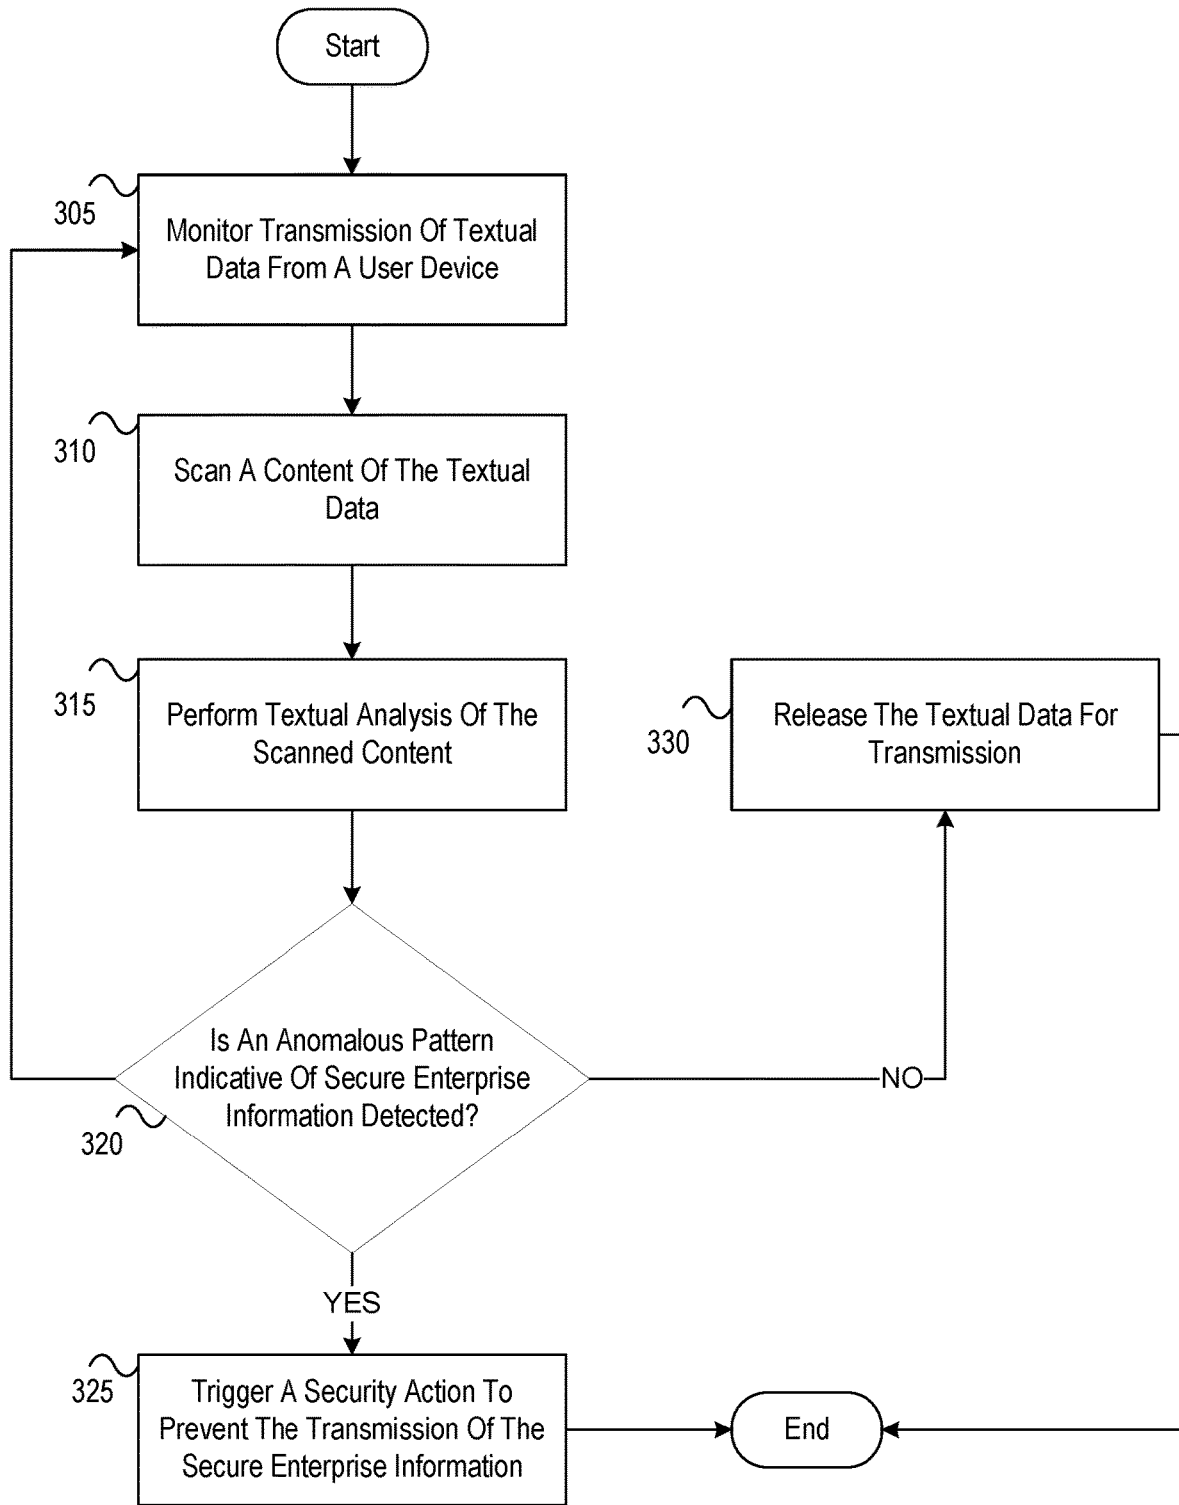 Start
305
Monitor Transmission Of Textual
Data From A User Device
310
Scan A Content Of The Textual
Data
315
Perform Textual Analysis Of The
Scanned Content
330
Release The Textual Data For
Transmission
Is An Anomalous Pattern
Indicative Of Secure Enterprise
Information Detected?
320
NO
YES
325
Trigger A Security Action To
Prevent The Transmission Of The
Secure Enterprise Information
End